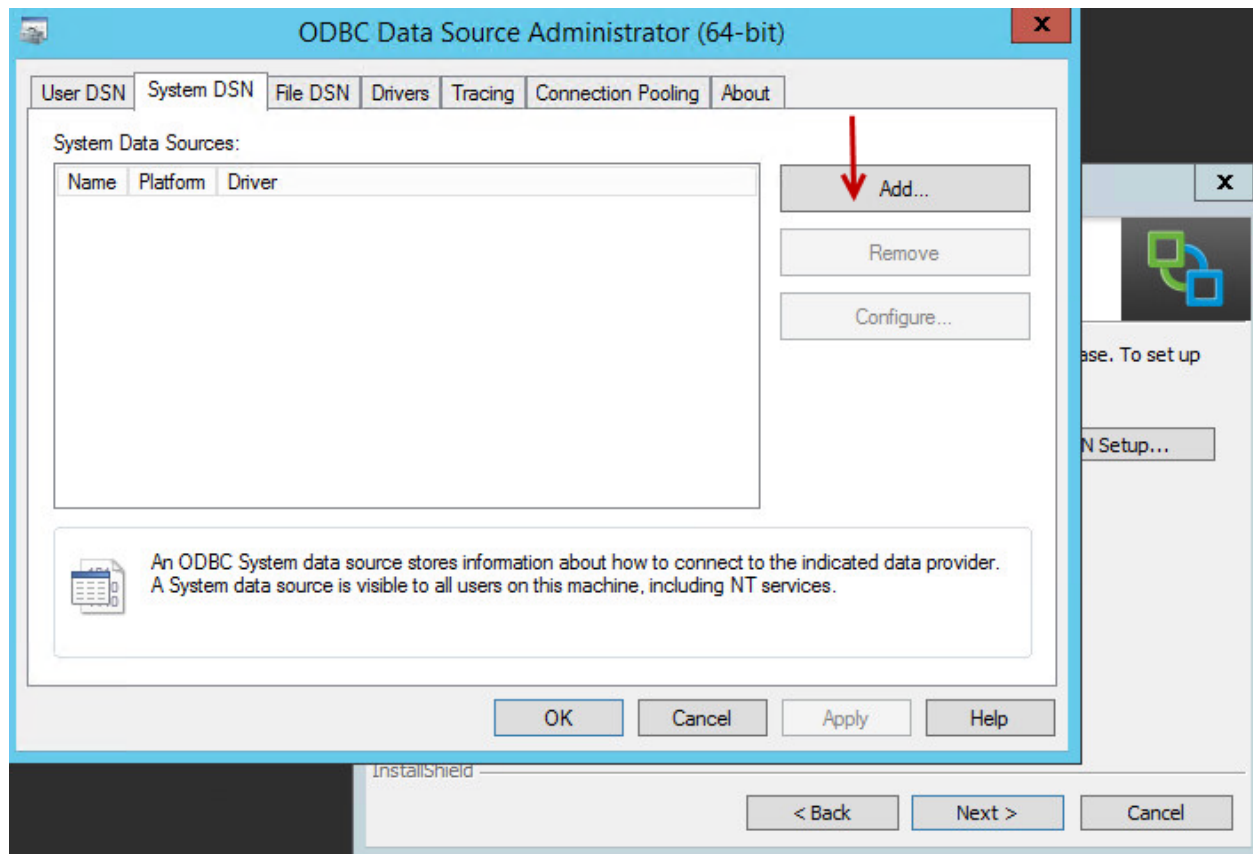 ODBC Data Source Administrator (64-bit)
x
User DSN System DSN File DSN Drivers Tracing Connection Pooling About
System Data Sources:
Name Platform Driver
Add...
Remove
Configure...
An ODBC System data source stores information about how to connect to the indicated data provider.
A System data source is visible to all users on this machine, including NT services.
OK Cancel Apply Help
x
ase. To set up
N Setup...
InstallShield
< Back Next > Cancel